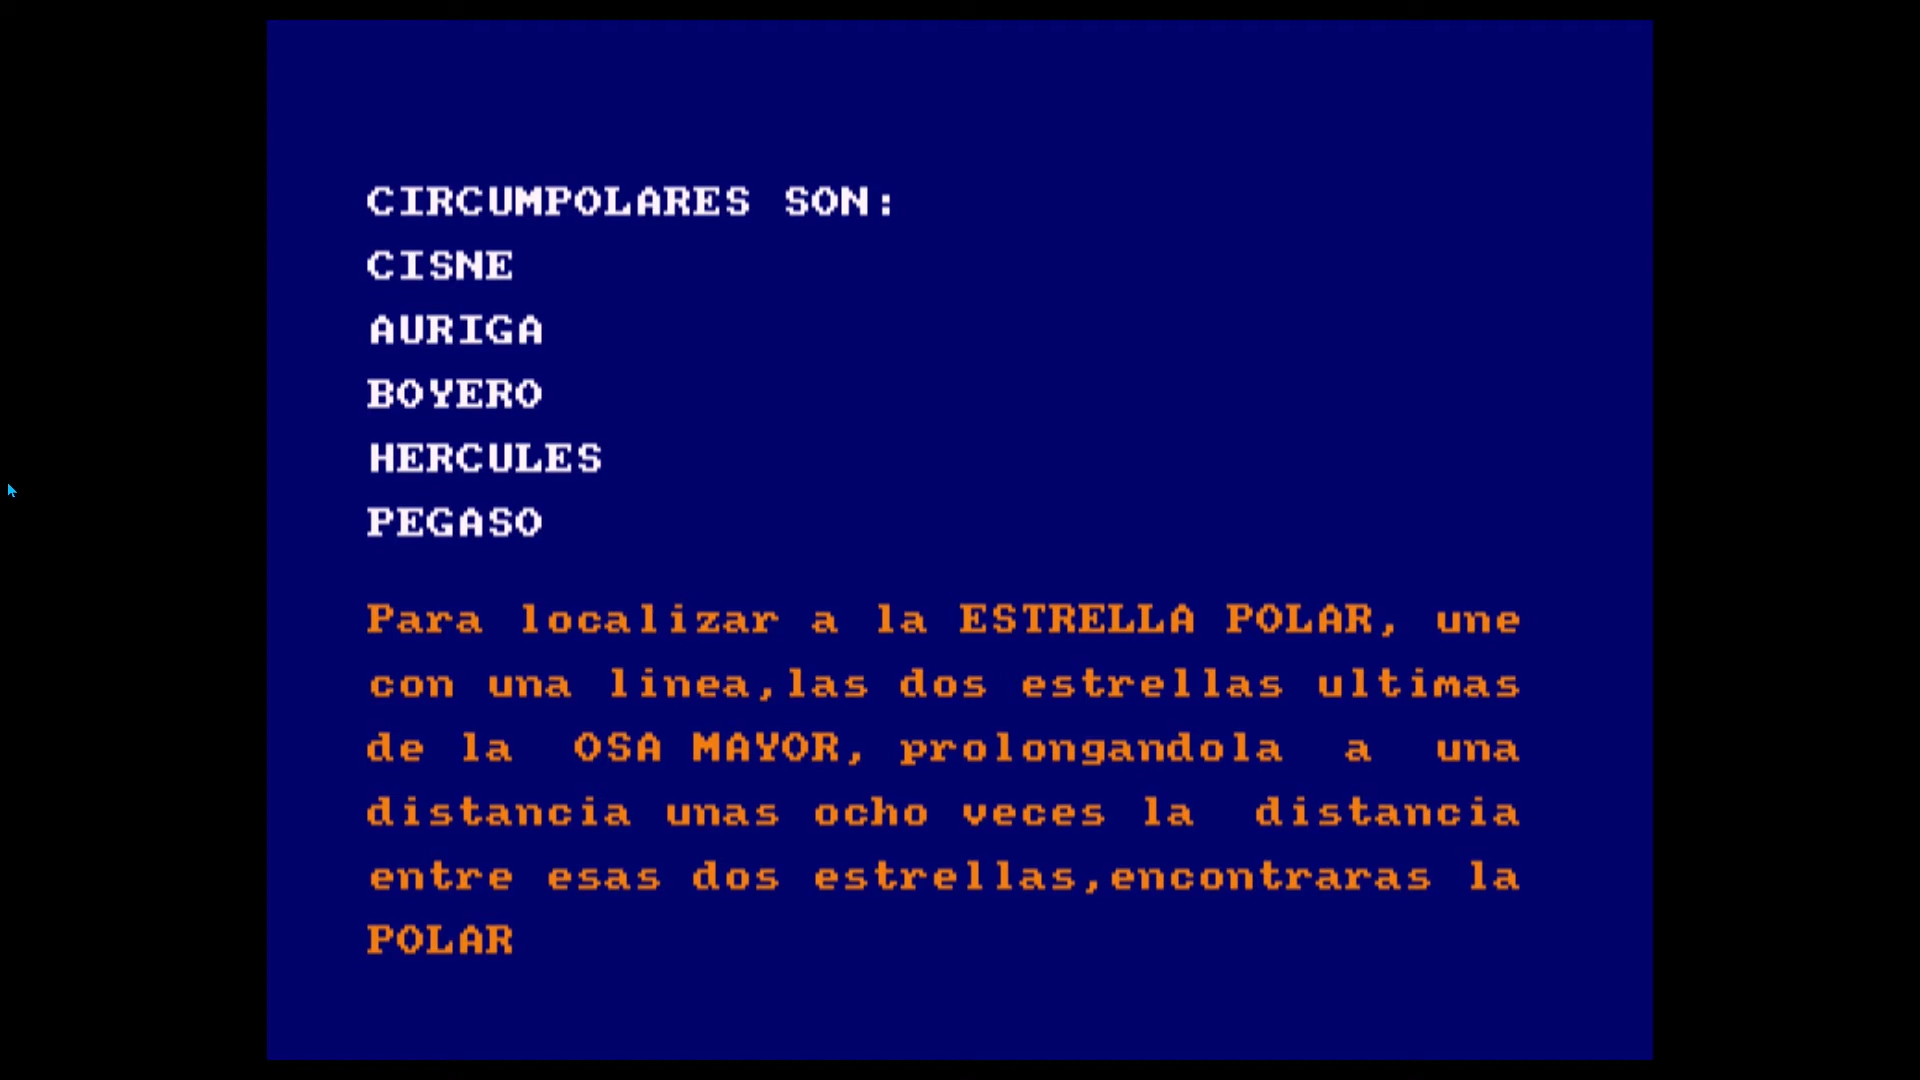 CIRCUMPOLARES SON:
CISNE
AURIGA
BOYERO
HERCULES
PEGASO
Para localizar a la ESTRELLA POLAR, une
con una linea,las dos estrellas ultimas
de la  OSA MAYOR, prolongandola  a  una
distancia unas ocho veces la  distancia
entre esas dos estrellas,encontraras la
POLAR